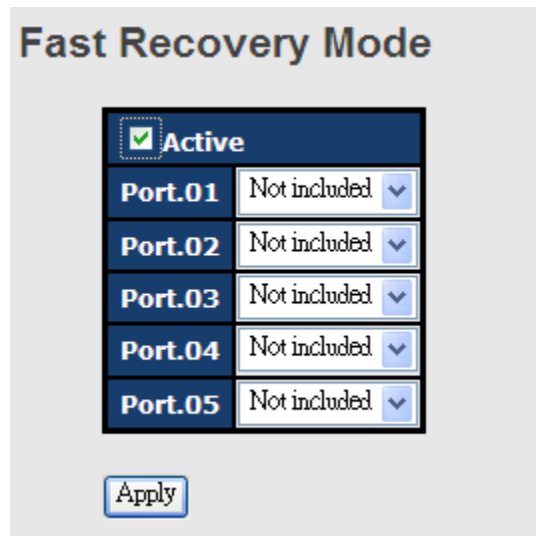 Fast Recovery Mode
Active
Port.01 Not included
Port.02 Not included
Port.03 Not included
Port.04 Not included
Port.05 Not included
Apply